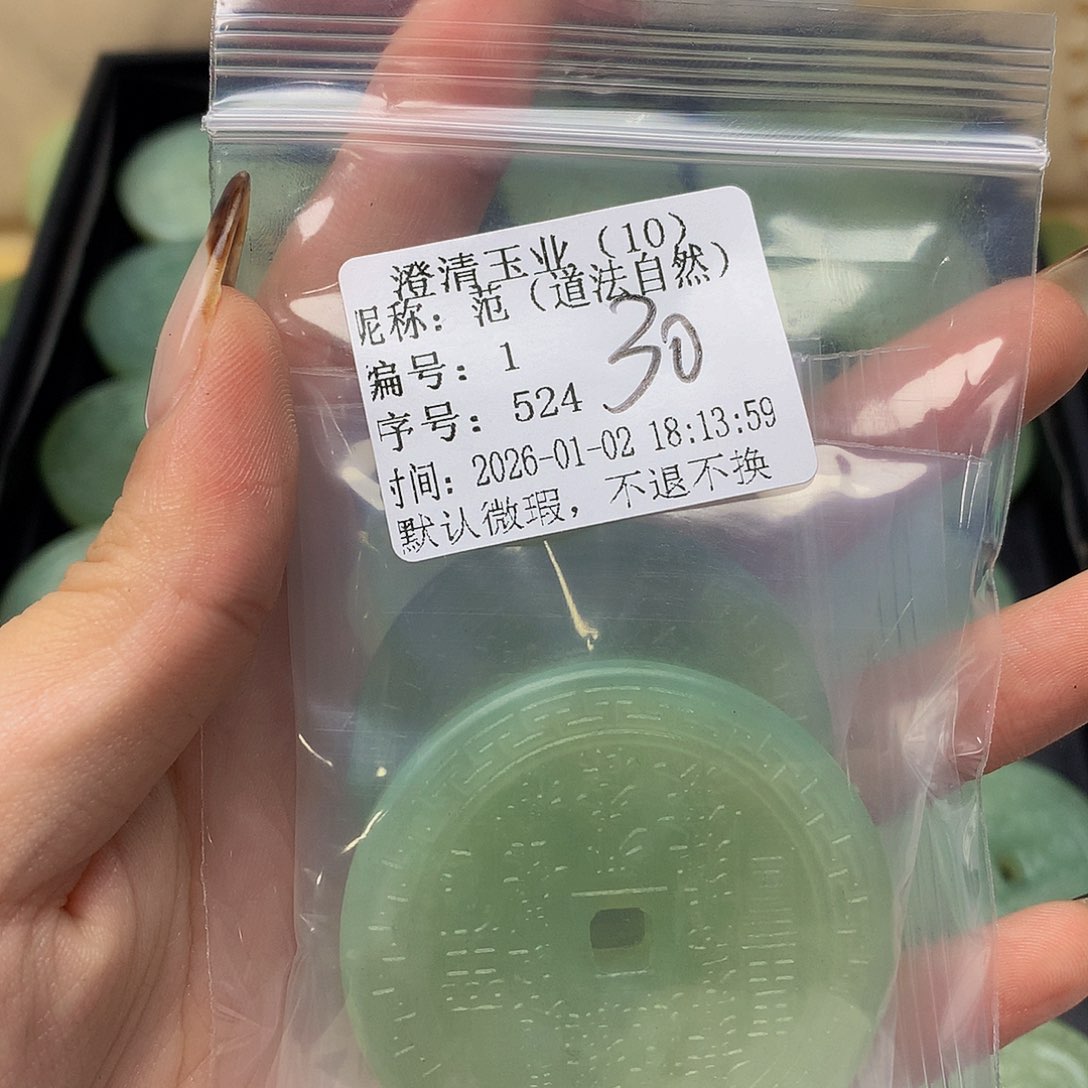 澄清玉业（10）
昵称: 范（道法自然）
编号: 1
30
序号: 524
时间: 2026-01-02 18:13:59
默认微瑕，不退不换